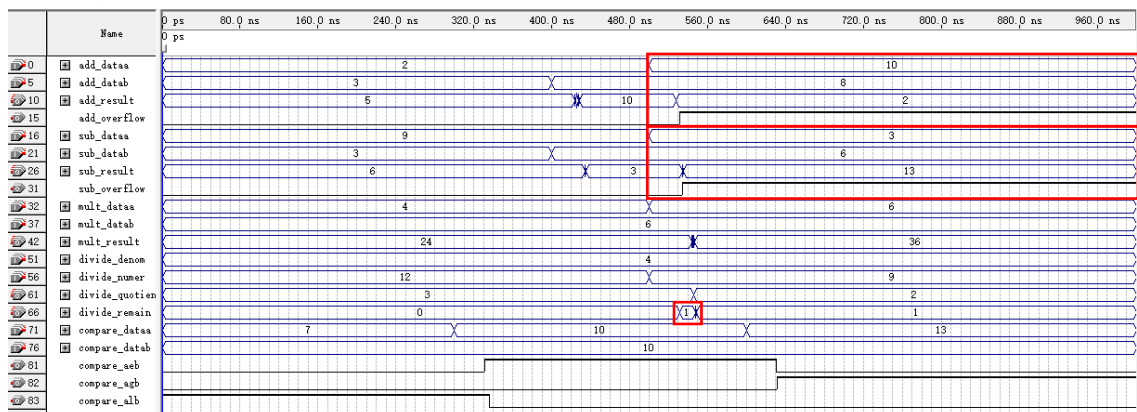 Name 0 ps 80.0 ns 160.0 ns 240.0 ns 320.0 ns 400.0 ns 480.0 ns 560.0 ns 640.0 ns 720.0 ns 800.0 ns 880.0 ns 960.0 ns
0 ps
0 add_dataa 2 10
5 add_datab 3 8
10 add_result 5 10 2
15 add_overflow
16 sub_dataa 9 3
21 sub_datab 3 6
26 sub_result 6 3 13
31 sub_overflow
32 mult_dataa 4 6
37 mult_datab 6
42 mult_result 24 36
51 divide_denom 4
56 divide_numer 12 9
61 divide_quotien 3 2
66 divide_remain 0 1 1
71 compare_dataa 7 10 13
76 compare_datab 10
81 compare_aeb
82 compare_agb
83 compare_alb